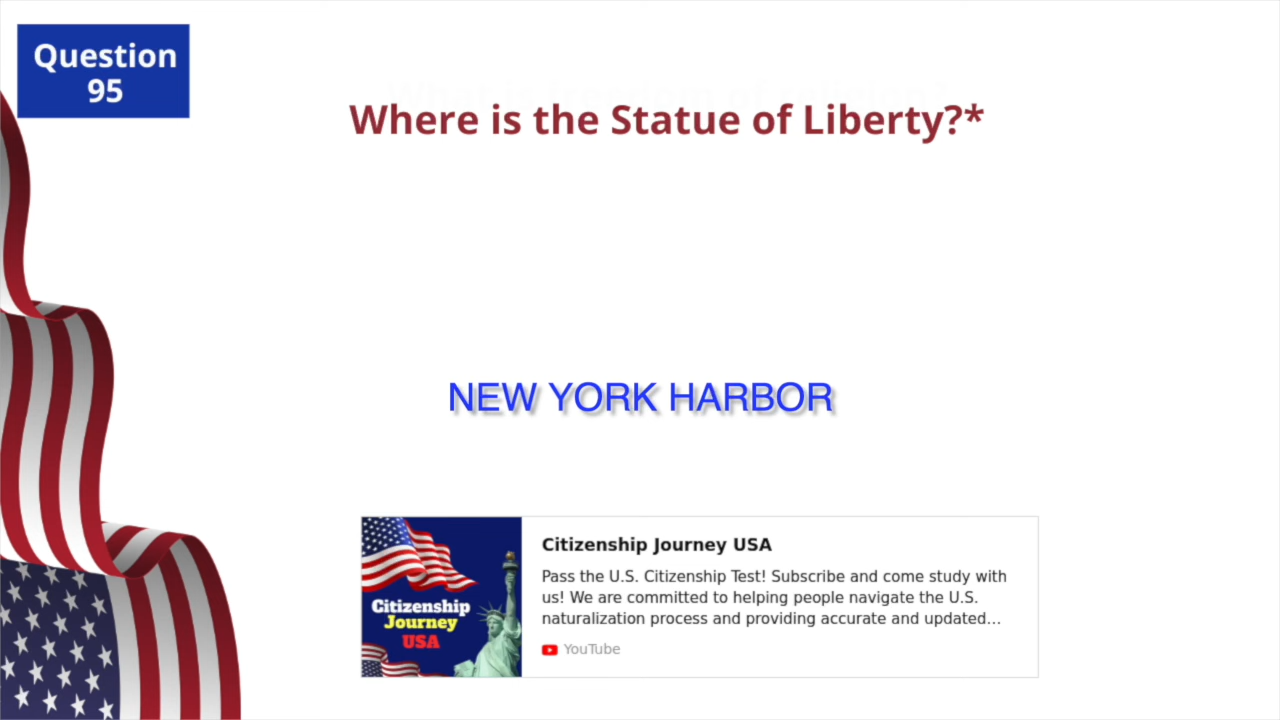 Question
95
Where is the Statue of Liberty?*
NEW YORK HARBOR
Citizenship
Journey
USA
Citizenship Journey USA
Pass the U.S. Citizenship Test! Subscribe and come study with
us! We are committed to helping people navigate the U.S.
naturalization process and providing accurate and updated...
YouTube